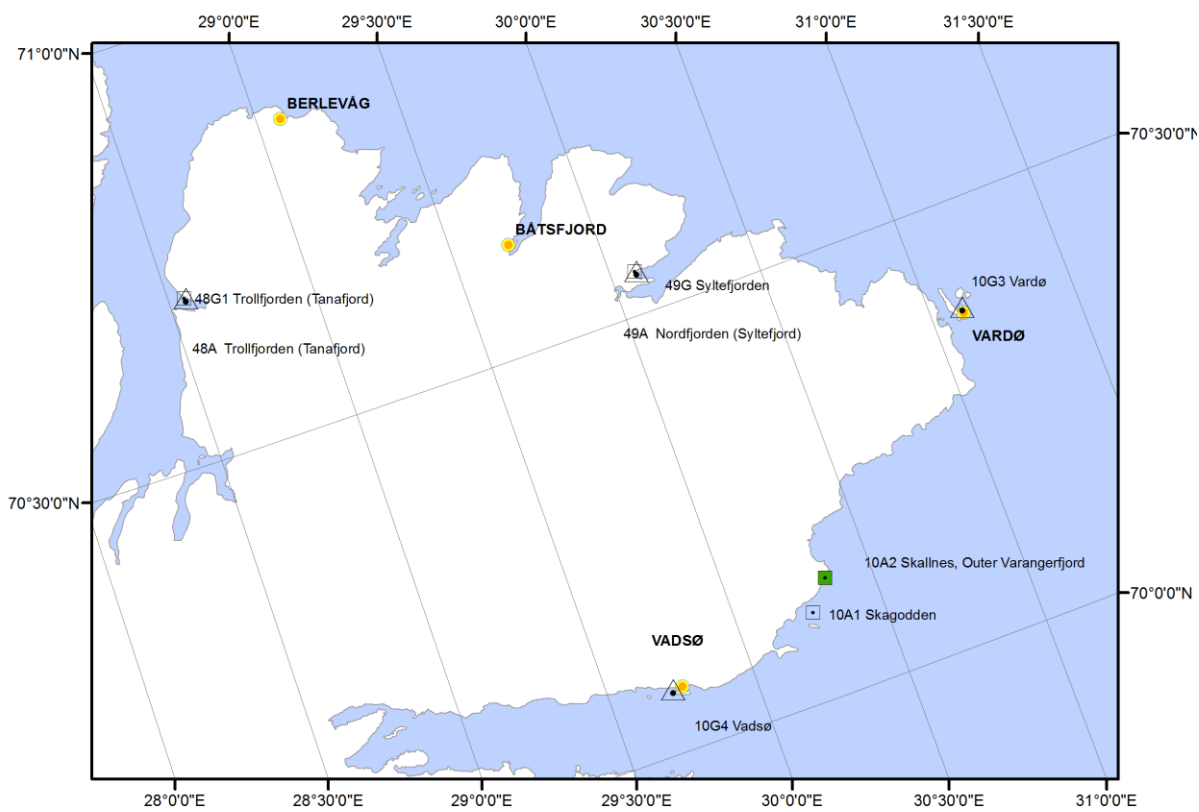 29°0'0"E 29°30'0"E 30°0'0"E 30°30'0"E 31°0'0"E 31°30'0"E
71°0'0"N
BERLEVÅG
70°30'0"N
BÅTSFJORD
10G3 Vardø
49G Syltefjorden
48G1 Trollfjorden (Tanafjord)
49A Nordfjorden (Syltefjord)
VARDØ
48A Trollfjorden (Tanafjord)
70°30'0"N
10A2 Skallnes, Outer Varangerfjord
70°0'0"N
10A1 Skagodden
VADSØ
10G4 Vadsø
28°0'0"E 28°30'0"E 29°0'0"E 29°30'0"E 30°0'0"E 30°30'0"E 31°0'0"E